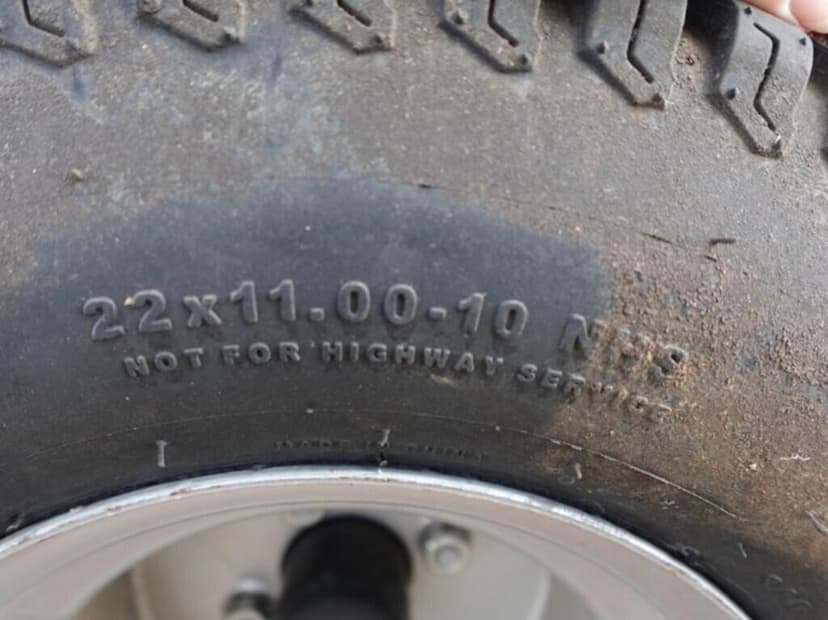 22x11.00-10 NHS
NOT FOR HIGHWAY SERVICE